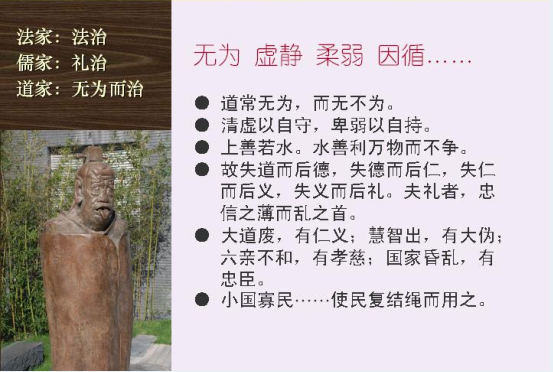 法家：法治
儒家：礼治
道家：无为而治
无为 虚静 柔弱 因循……
● 道常无为，而无不为。
● 清虚以自守，卑弱以自持。
● 上善若水。水善利万物而不争。
● 故失道而后德，失德而后仁，失仁
而后义，失义而后礼。夫礼者，忠
信之薄而乱之首。
● 大道废，有仁义；慧智出，有大伪；
六亲不和，有孝慈；国家昏乱，有
忠臣。
● 小国寡民……使民复结绳而用之。